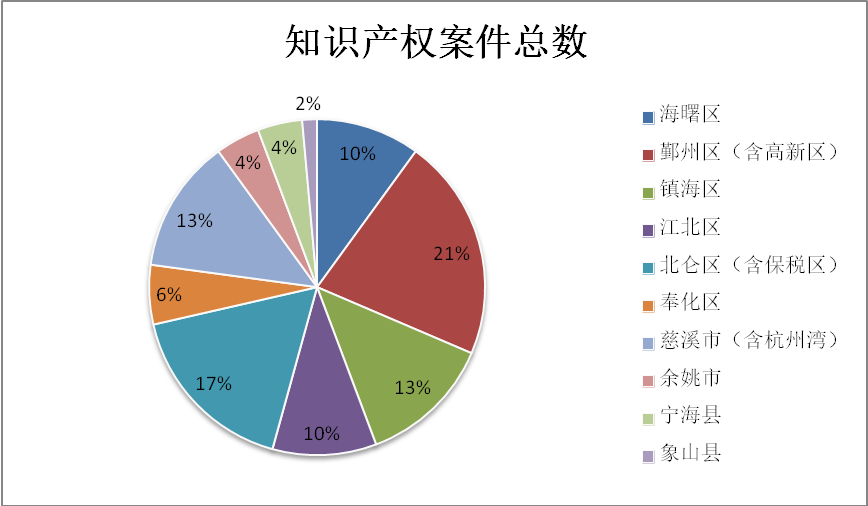 知识产权案件总数
2%
10%
21%
13%
10%
17%
6%
13%
4%
4%
海曙区
鄞州区（含高新区）
镇海区
江北区
北仑区（含保税区）
奉化区
慈溪市（含杭州湾）
余姚市
宁海县
象山县